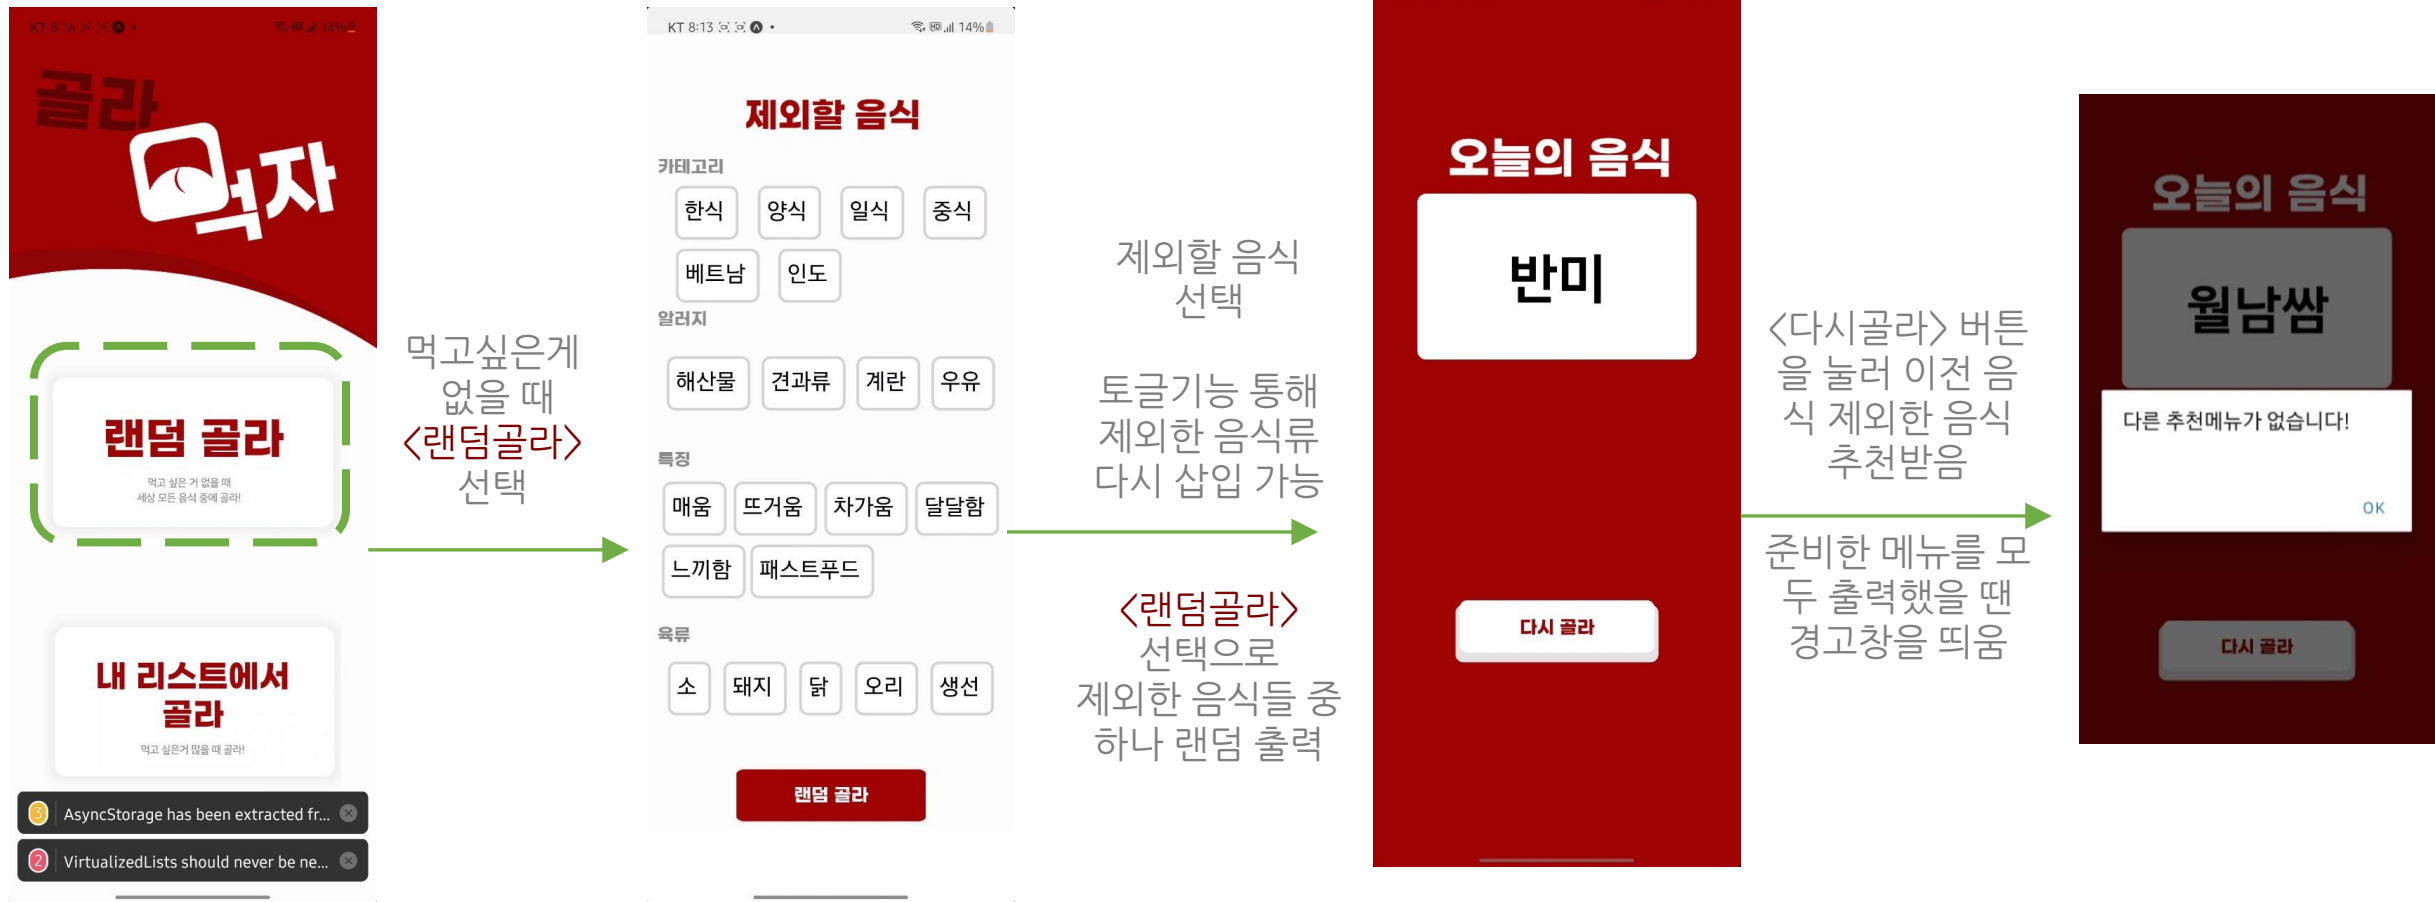 KT 8:16
14%
골라
먹자
랜덤 골라
먹고 싶은 거 없을 때
세상 모든 음식 중에 골라!
내 리스트에서
골라
먹고 싶은거 많을 때 골라!
3 AsyncStorage has been extracted fr...
2 VirtualizedLists should never be ne...
먹고싶은게
없을 때
<랜덤골라>
선택
KT 8:13
14%
제외할 음식
카테고리
한식 양식 일식 중식
베트남 인도
알러지
해산물 견과류 계란 우유
특징
매움 뜨거움 차가움 달달함
느끼함 패스트푸드
육류
소 돼지 닭 오리 생선
랜덤 골라
제외할 음식
선택
토글기능 통해
제외한 음식류
다시 삽입 가능
<랜덤골라>
선택으로
제외한 음식들 중
하나 랜덤 출력
오늘의 음식
반미
다시 골라
<다시골라> 버튼
을 눌러 이전 음
식 제외한 음식
추천받음
준비한 메뉴를 모
두 출력했을 땐
경고창을 띄움
오늘의 음식
월남쌈
다른 추천메뉴가 없습니다!
OK
다시 골라